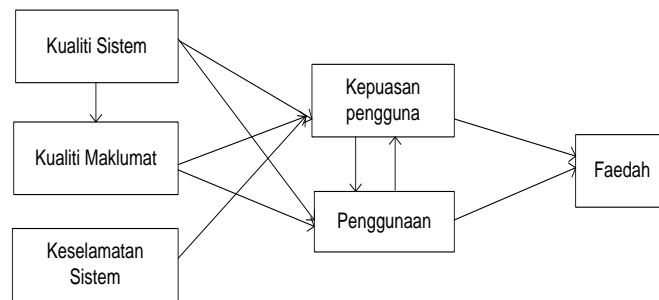 Kualiti Sistem
Kepuasan
pengguna
Kualiti Maklumat
Faedah
Penggunaan
Keselamatan
Sistem